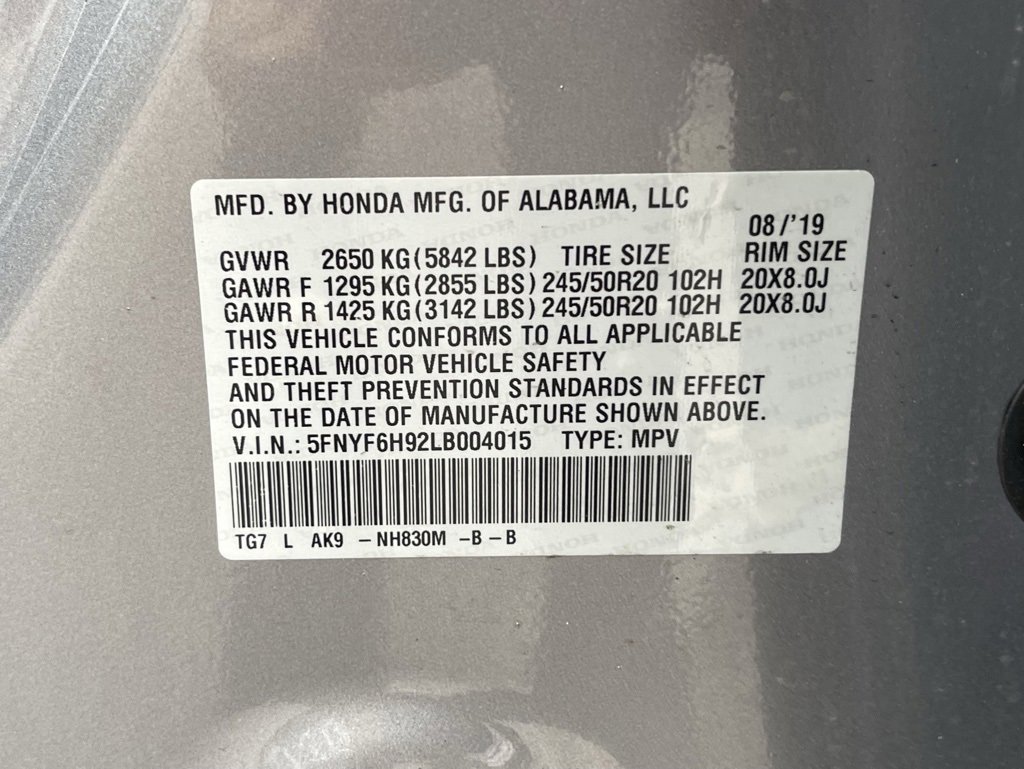 MFD. BY HONDA MFG. OF ALABAMA, LLC
08/'19
GVWR 2650 KG (5842 LBS) TIRE SIZE RIM SIZE
GAWR F 1295 KG (2855 LBS) 245/50R20 102H 20X8.0J
GAWR R 1425 KG (3142 LBS) 245/50R20 102H 20X8.0J
THIS VEHICLE CONFORMS TO ALL APPLICABLE
FEDERAL MOTOR VEHICLE SAFETY
AND THEFT PREVENTION STANDARDS IN EFFECT
ON THE DATE OF MANUFACTURE SHOWN ABOVE.
V.I.N.: 5FNYF6H92LB004015 TYPE: MPV
TG7 L AK9 -NH830M -B-B